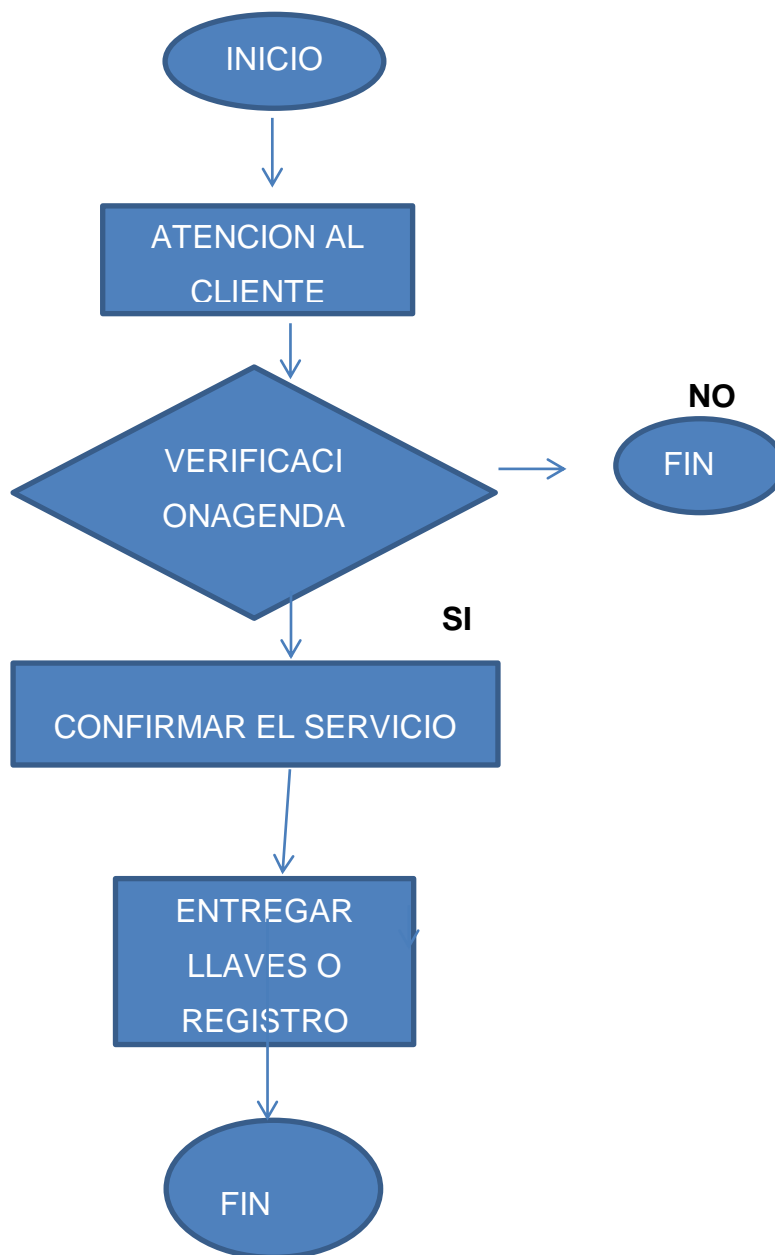 INICIO
ATENCION AL
CLIENTE
NO
VERIFICACI
ONAGENDA
FIN
SI
CONFIRMAR EL SERVICIO
ENTREGAR
LLAVES O
REGISTRO
FIN